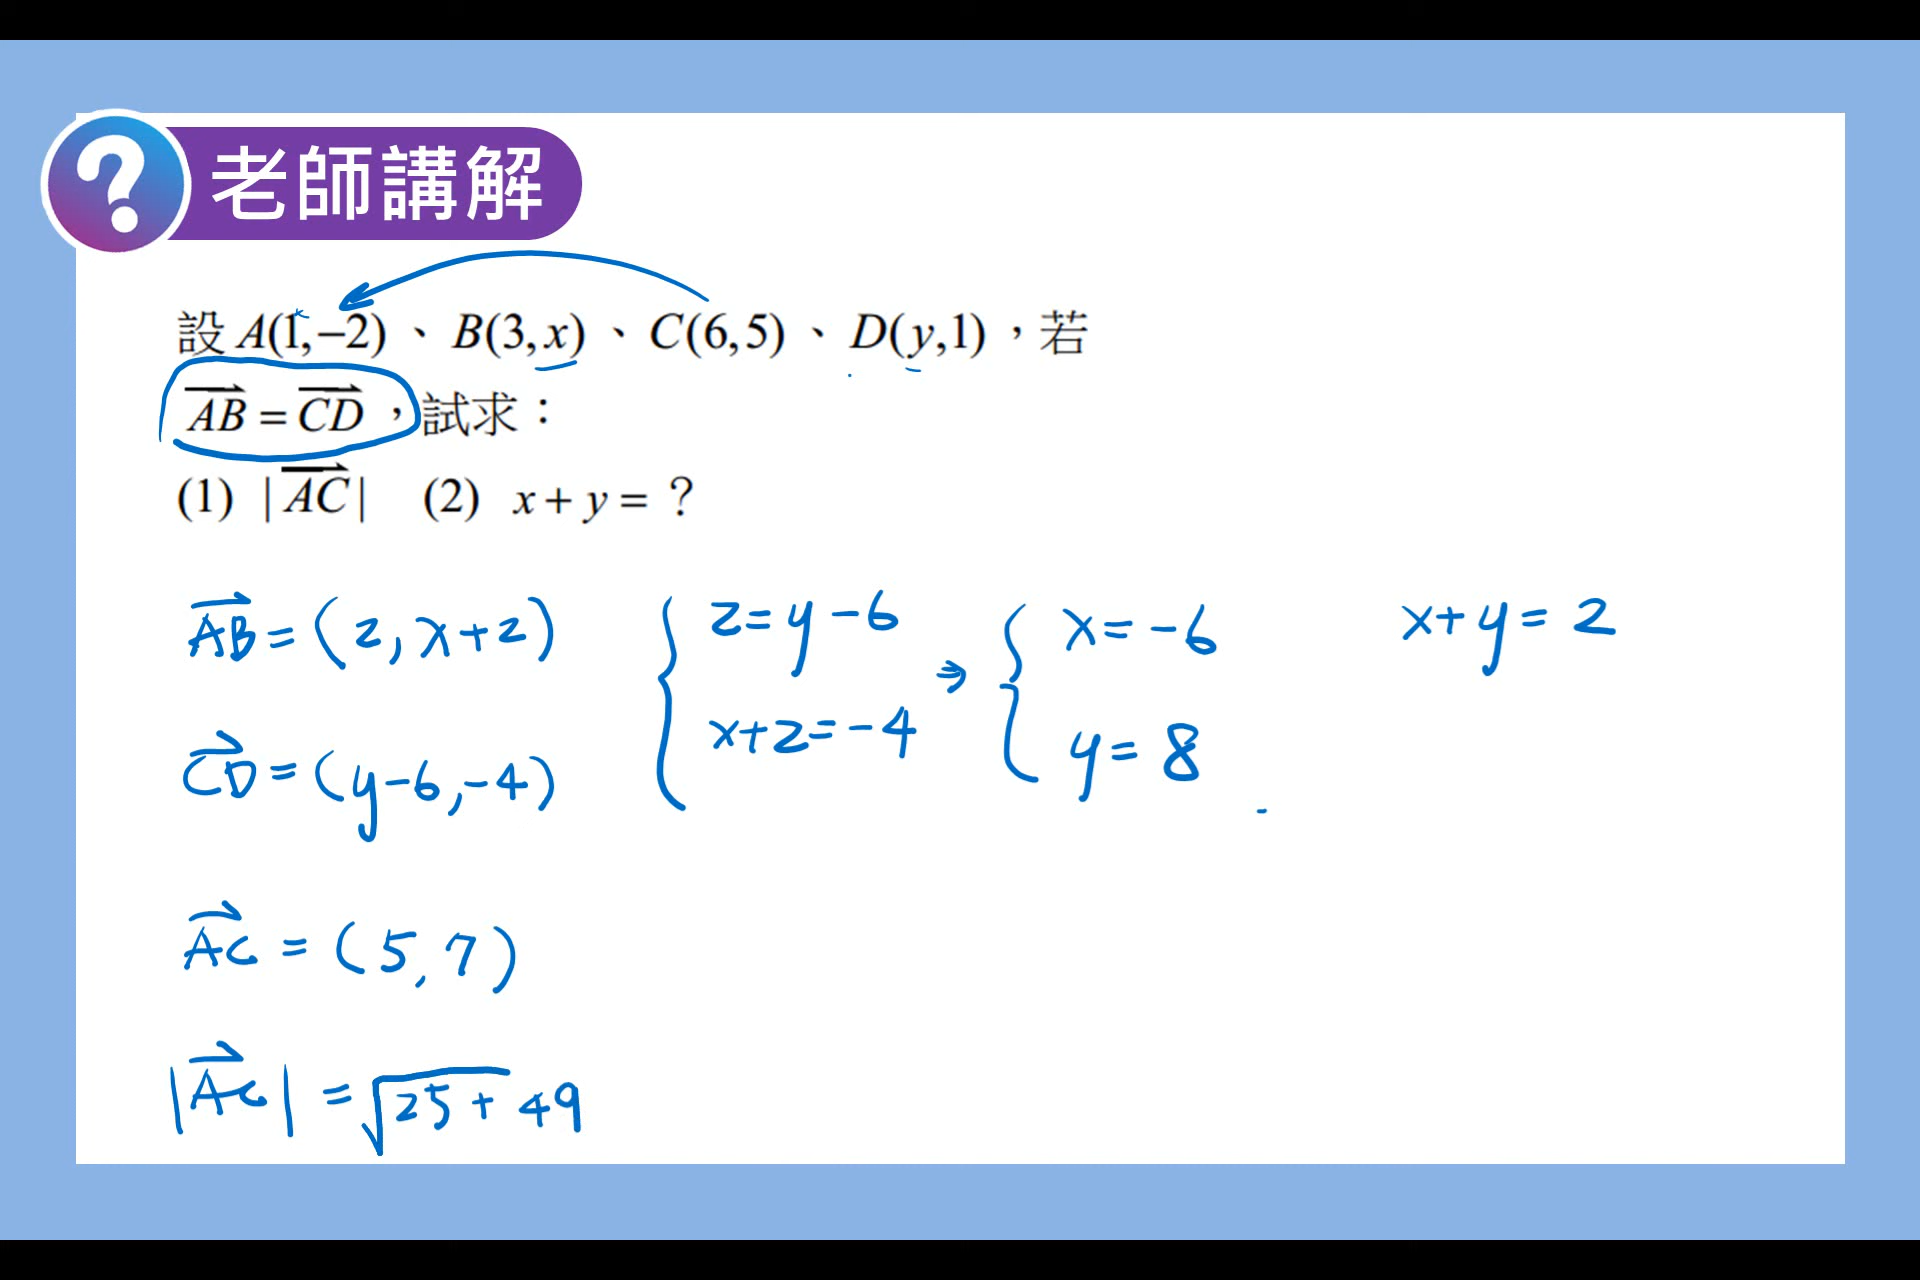 老師講解
設 A(1,−2)、B(3,x)、C(6,5)、D(y,1)，若
AB = CD，試求：
(1) |AC|　(2) x + y = ？
AB = (2, x+2)
CD = (y-6, -4)
2 = y-6
x+2 = -4
⇒
x = -6
y = 8
x+y = 2
AC = (5, 7)
|AC| = √25 + 49